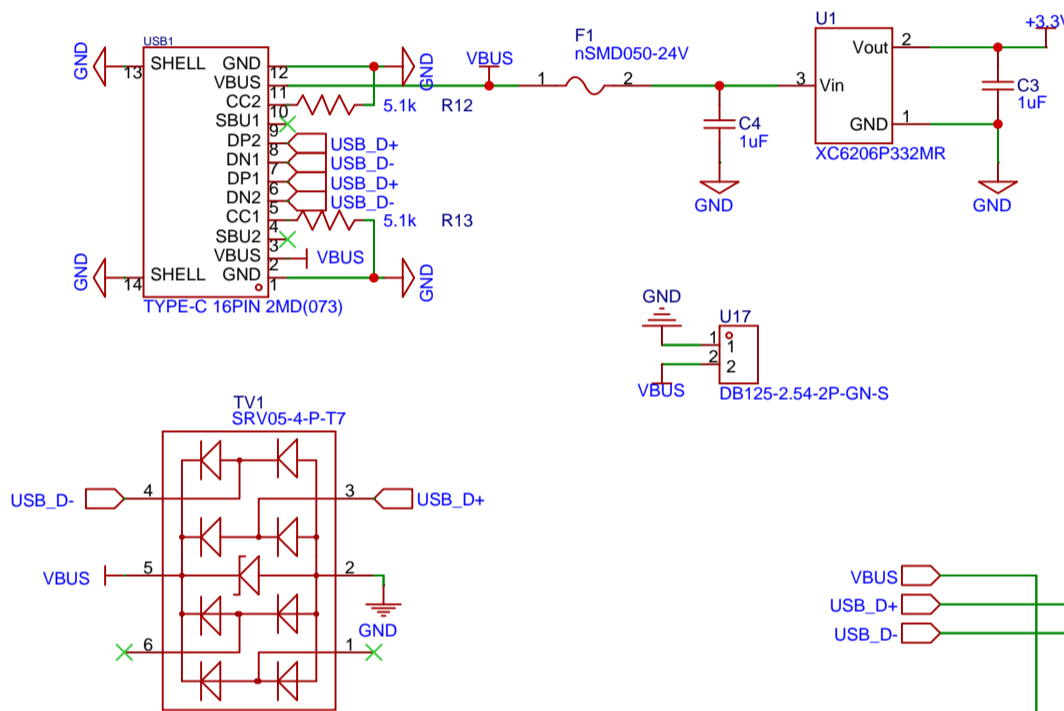 USB1
GND
13
SHELL
GND
12
GND
VBUS
11
CC2
10
5.1k
R12
SBU1
9
DP2
8
USB_D+
DN1
7
USB_D-
DP1
6
USB_D+
DN2
5
USB_D-
CC1
4
5.1k
R13
SBU2
3
VBUS
2
VBUS
GND
14
SHELL
GND
1
GND
TYPE-C 16PIN 2MD(073)
VBUS
F1
nSMD050-24V
1
2
C4
1uF
GND
U1
3
Vin
Vout
2
GND
1
XC6206P332MR
+3.3V
C3
1uF
GND
GND
U17
1
1
2
2
VBUS
DB125-2.54-2P-GN-S
TV1
SRV05-4-P-T7
USB_D-
4
3
USB_D+
VBUS
5
2
GND
6
1
VBUS
USB_D+
USB_D-